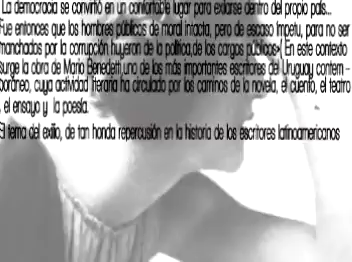 La democracia se convirtió en un confortable lugar para exiliarse dentro del propio país...
Fue entonces que los hombres públicos de moral intacta, pero de escaso ímpetu, para no ser
manchados por la corrupción huyeron de la política,de los cargos públicos».( En este contexto
surge la obra de Mario Benedetti,uno de los más importantes escritores del Uruguay contem -
poráneo, cuya actividad literaria ha circulado por los caminos de la novela, el cuento, el teatro
, el ensayo y la poesía.
El tema del exilio, de tan honda repercusión en la historia de los escritores latinoamericanos